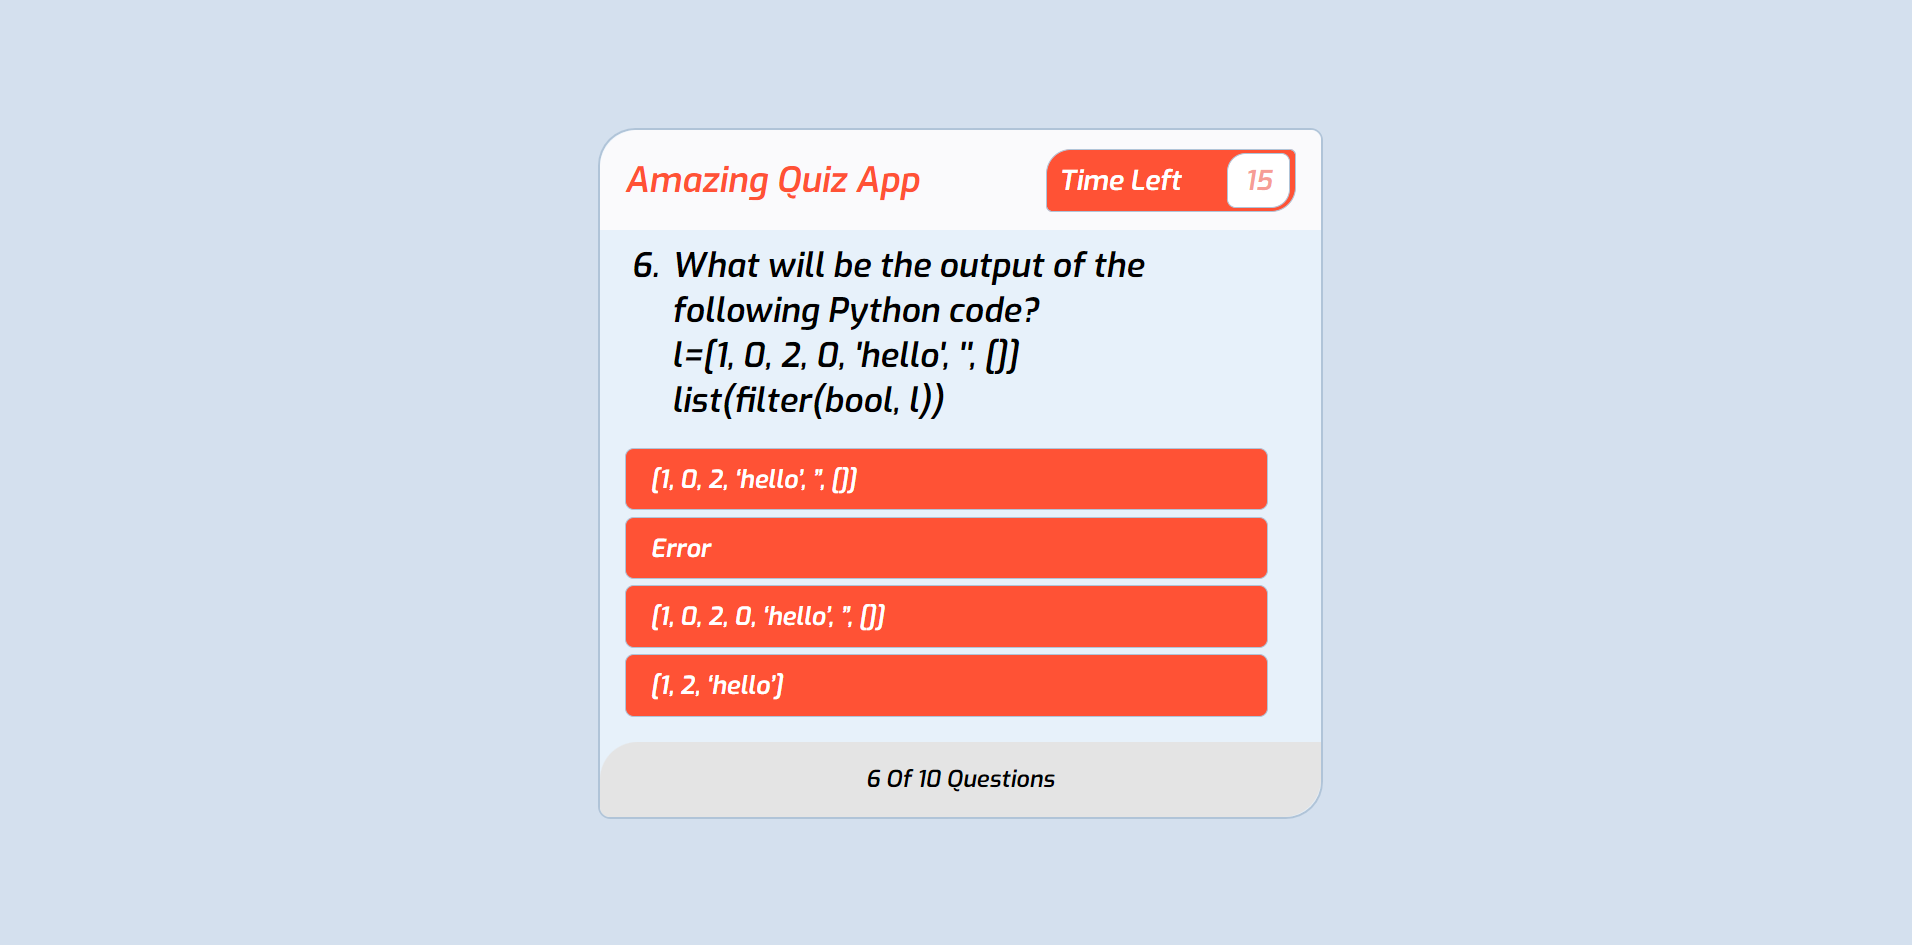 Amazing Quiz App
Time Left 15
6. What will be the output of the
following Python code?
l=[1, 0, 2, 0, 'hello', '', []]
list(filter(bool, l))
[1, 0, 2, ‘hello’, ”, []]
Error
[1, 0, 2, 0, ‘hello’, ”, []]
[1, 2, ‘hello’]
6 Of 10 Questions